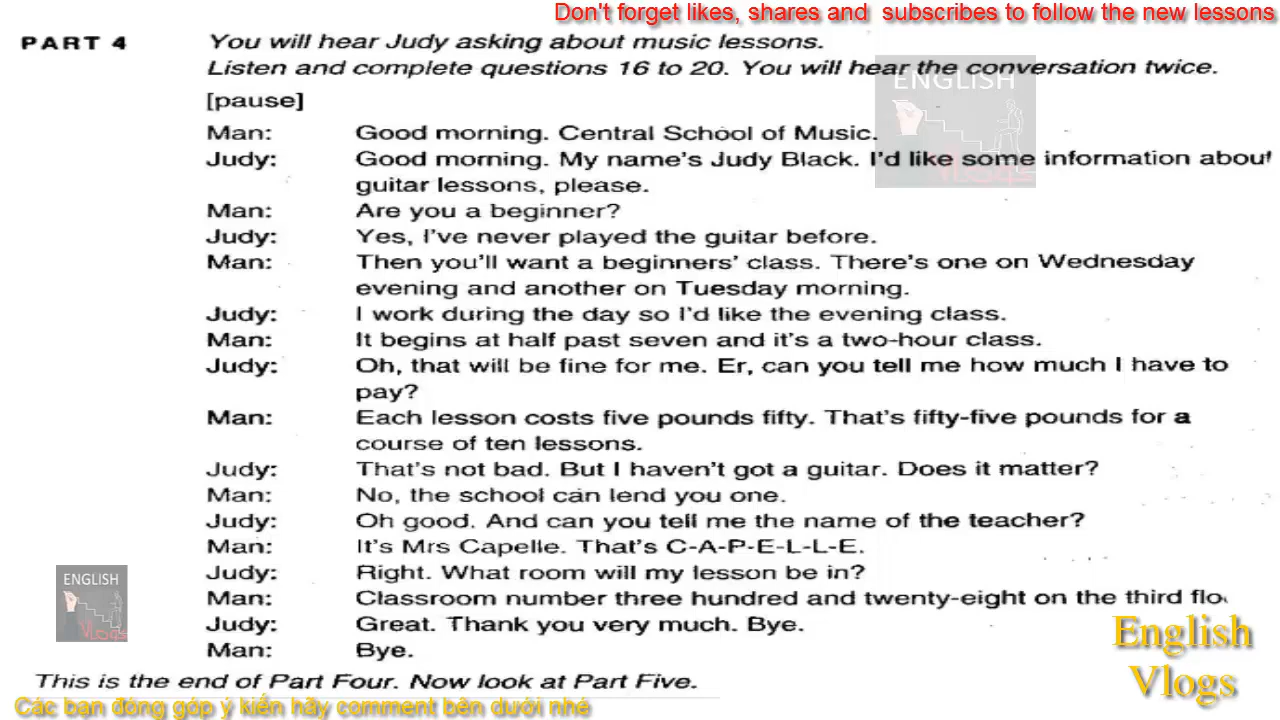 Don't forget likes, shares and subscribes to follow the new lessons
PART 4 You will hear Judy asking about music lessons.
Listen and complete questions 16 to 20. You will hear the conversation twice.
[pause]
Man: Good morning. Central School of Music.
Judy: Good morning. My name's Judy Black. I'd like some information about
guitar lessons, please.
Man: Are you a beginner?
Judy: Yes, I've never played the guitar before.
Man: Then you'll want a beginners' class. There's one on Wednesday
evening and another on Tuesday morning.
Judy: I work during the day so I'd like the evening class.
Man: It begins at half past seven and it's a two-hour class.
Judy: Oh, that will be fine for me. Er, can you tell me how much I have to
pay?
Man: Each lesson costs five pounds fifty. That's fifty-five pounds for a
course of ten lessons.
Judy: That's not bad. But I haven't got a guitar. Does it matter?
Man: No, the school can lend you one.
Judy: Oh good. And can you tell me the name of the teacher?
Man: It's Mrs Capelle. That's C-A-P-E-L-L-E.
Judy: Right. What room will my lesson be in?
Man: Classroom number three hundred and twenty-eight on the third
Judy: Great. Thank you very much. Bye.
Man: Bye.
This is the end of Part Four. Now look at Part Five.
ENGLISH
Vlogs
ENGLISH
Vlogs
English
Vlogs
Các bạn đóng góp ý kiến hãy comment bên dưới nhé